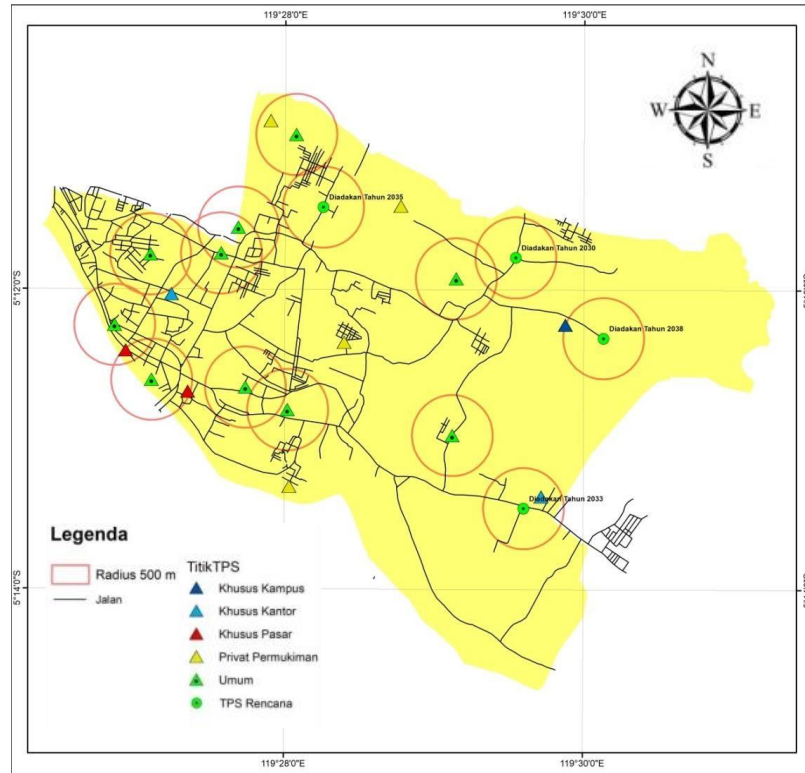 119°28'0"E
119°30'0"E
N
W
E
S
Diadakan Tahun 2035
Diadakan Tahun 2030
5°12'0"S
Diadakan Tahun 2038
Diadakan Tahun 2033
Legenda
Radius 500 m
Jalan
TitikTPS
Khusus Kampus
Khusus Kantor
Khusus Pasar
Privat Permukiman
Umum
TPS Rencana
5°14'0"S
119°28'0"E
119°30'0"E